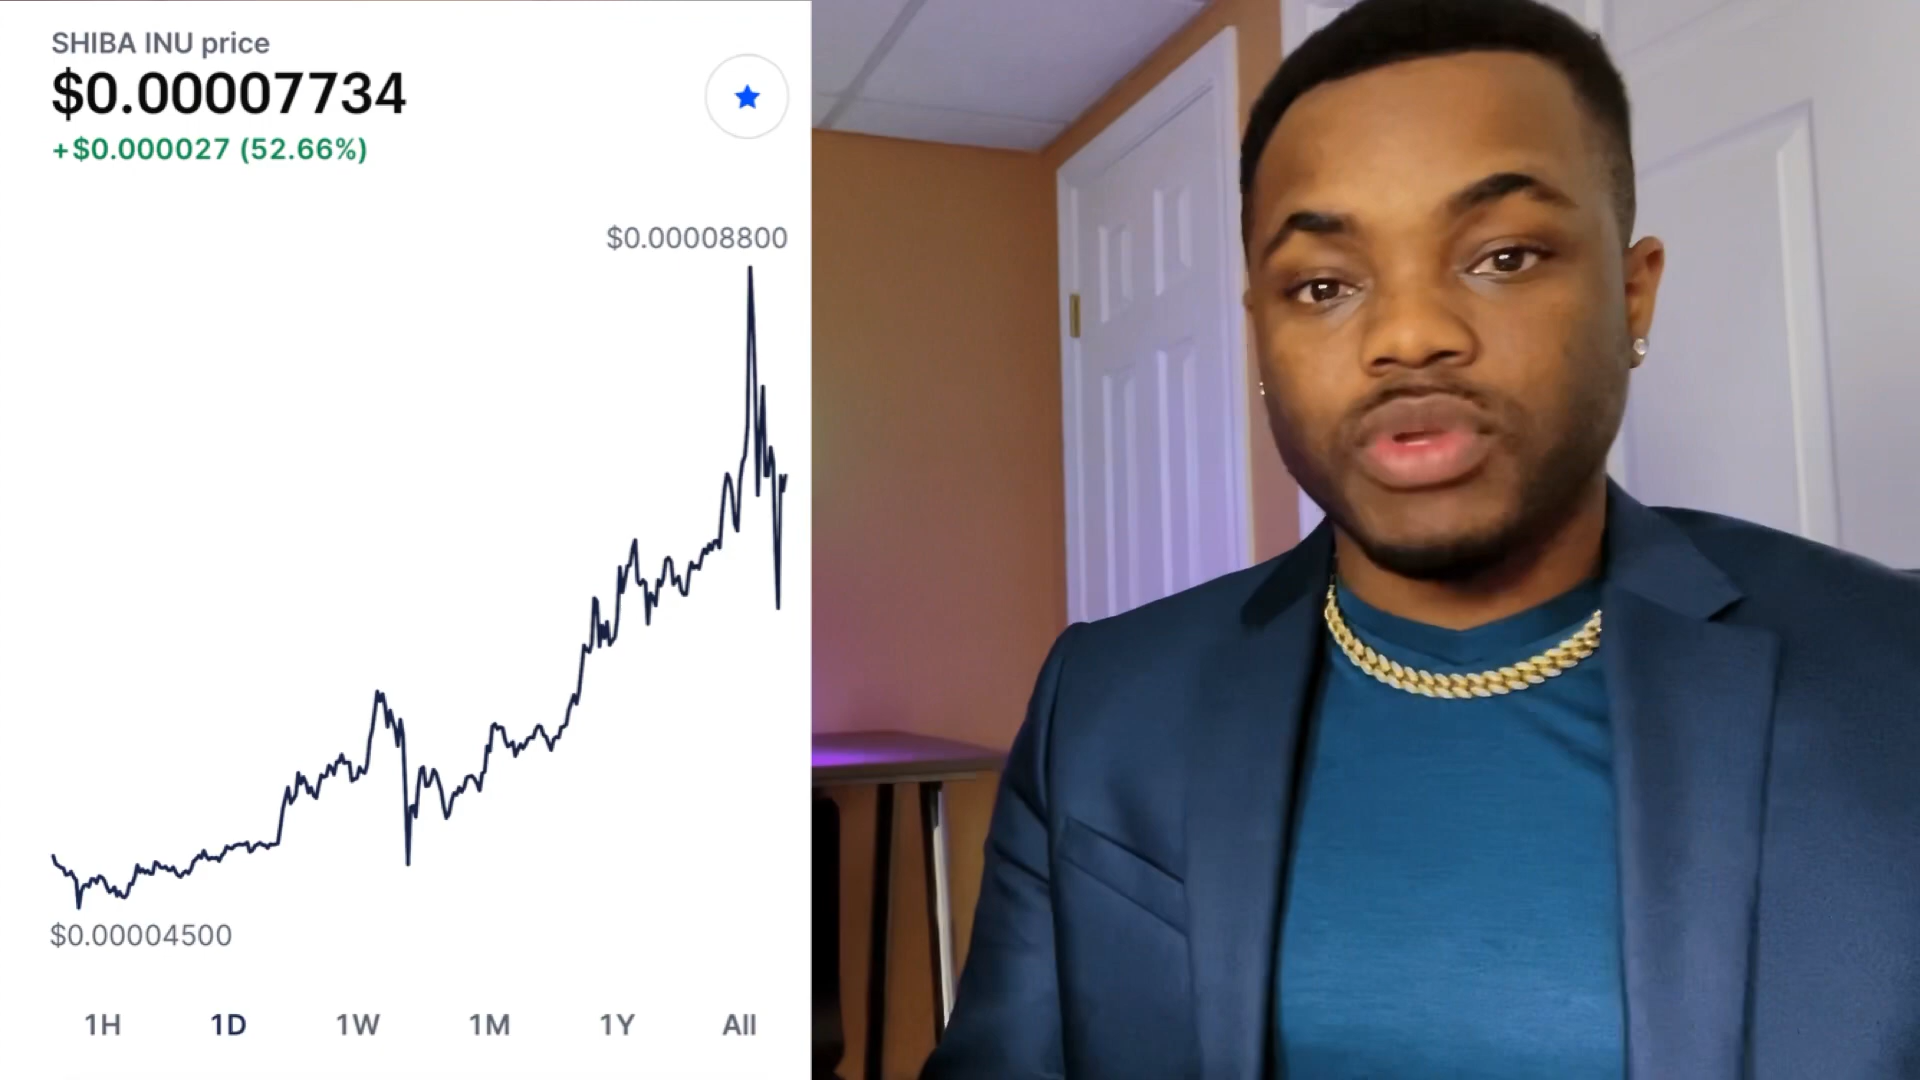 SHIBA INU price
$0.00007734
+$0.000027 (52.66%)
$0.00008800
$0.00004500
1H 1D 1W 1M 1Y All